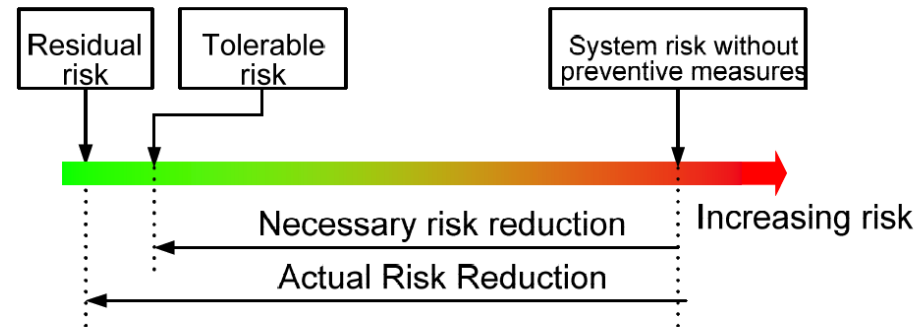 Residual
risk
Tolerable
risk
System risk without
preventive measures
Increasing risk
Necessary risk reduction
Actual Risk Reduction